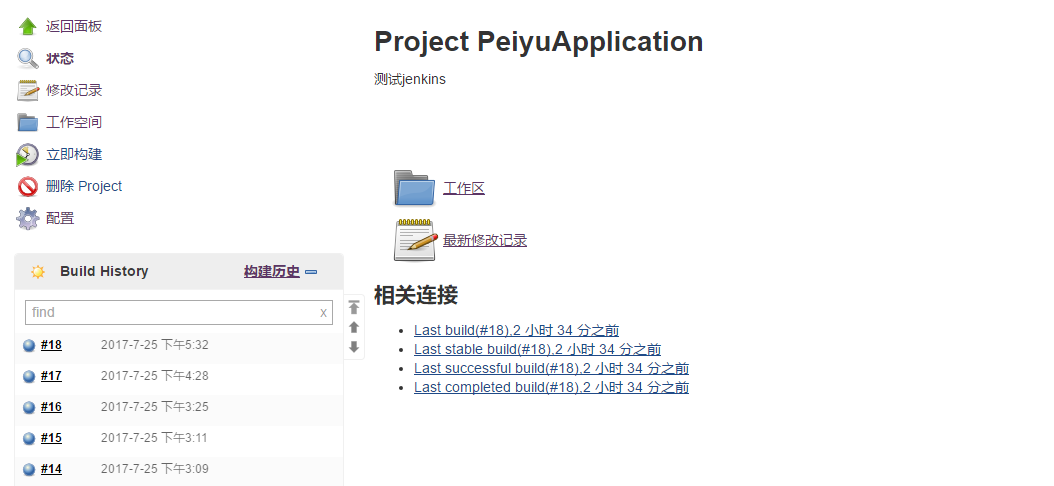 返回面板
状态
修改记录
工作空间
立即构建
删除 Project
配置
Build History 构建历史
find x
#18 2017-7-25 下午5:32
#17 2017-7-25 下午4:28
#16 2017-7-25 下午3:25
#15 2017-7-25 下午3:11
#14 2017-7-25 下午3:09
Project PeiyuApplication
测试jenkins
工作区
最新修改记录
相关连接
Last build(#18),2 小时 34 分之前
Last stable build(#18),2 小时 34 分之前
Last successful build(#18),2 小时 34 分之前
Last completed build(#18),2 小时 34 分之前